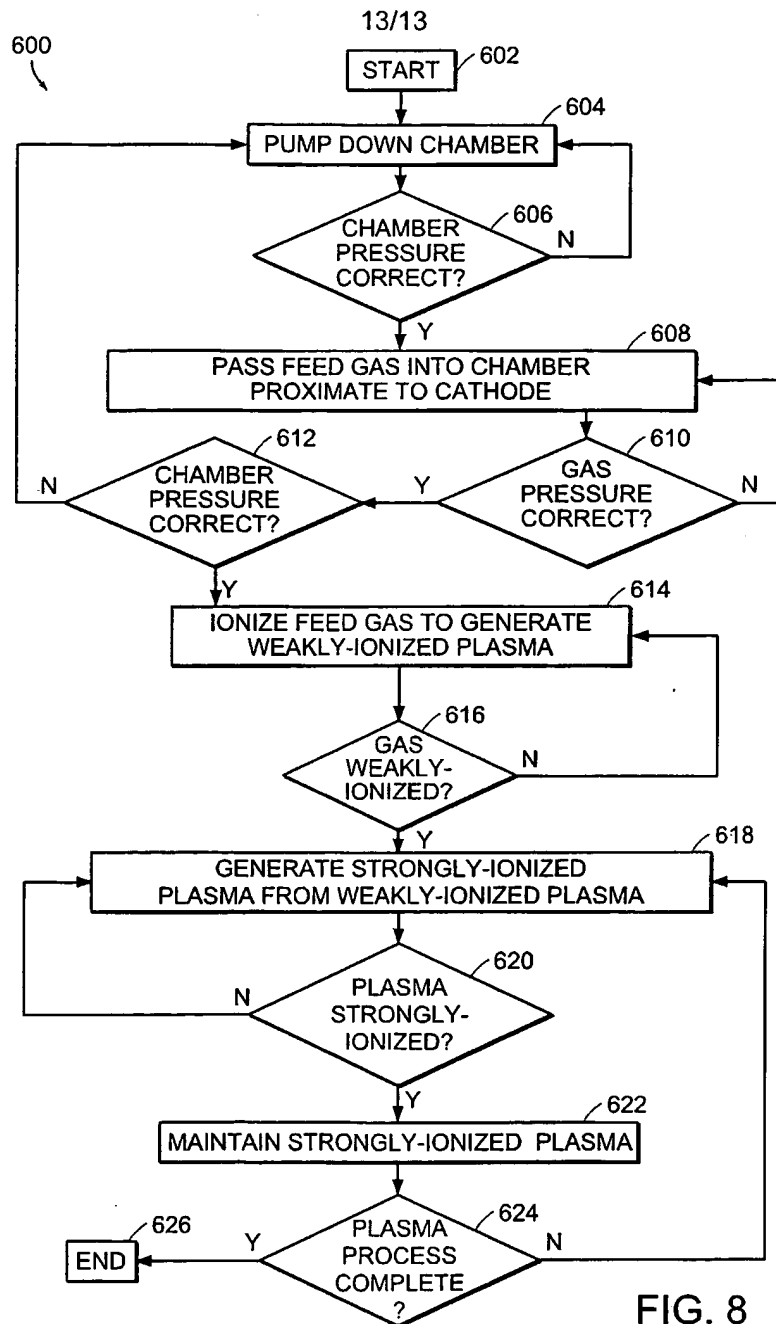 13/13
600
START
602
604
PUMP DOWN CHAMBER
606
CHAMBER
PRESSURE
CORRECT?
N
Y
608
PASS FEED GAS INTO CHAMBER
PROXIMATE TO CATHODE
612
610
N
CHAMBER
PRESSURE
CORRECT?
Y
GAS
PRESSURE
CORRECT?
N
Y
614
IONIZE FEED GAS TO GENERATE
WEAKLY-IONIZED PLASMA
616
GAS
WEAKLY-
IONIZED?
N
Y
618
GENERATE STRONGLY-IONIZED
PLASMA FROM WEAKLY-IONIZED PLASMA
620
N
PLASMA
STRONGLY-
IONIZED?
Y
622
MAINTAIN STRONGLY-IONIZED PLASMA
626
624
END
Y
PLASMA
PROCESS
COMPLETE
?
N
FIG. 8